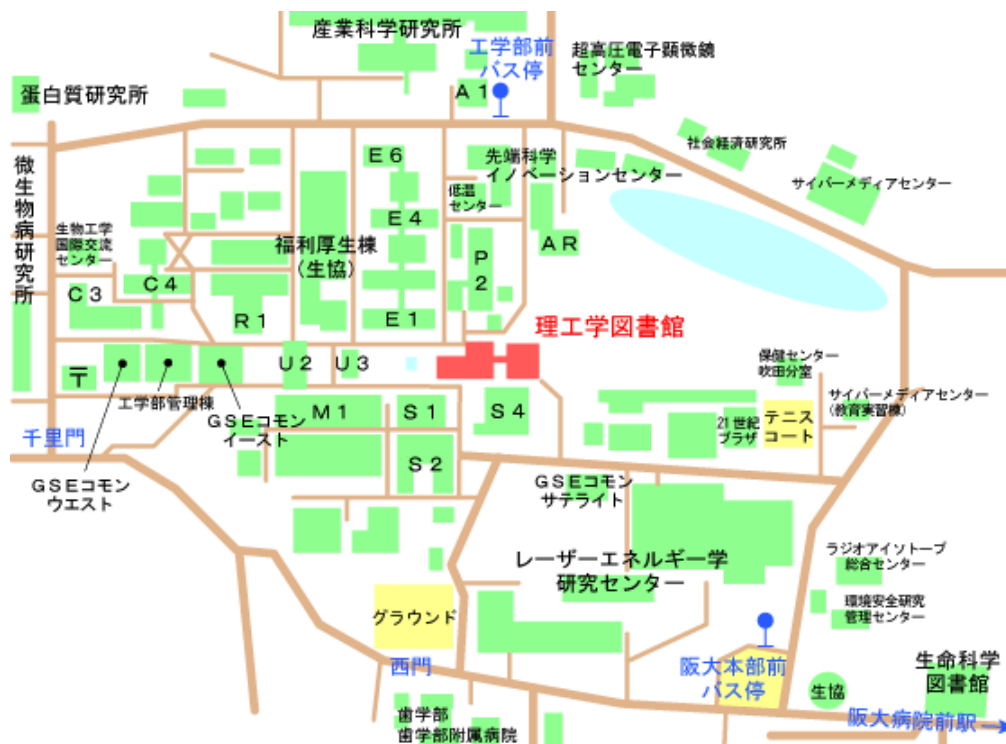 産業科学研究所
工学部前
バス停
超高圧電子顕微鏡
センター
蛋白質研究所
A1
社会経済研究所
E6
先端科学
イノベーションセンター
サイバーメディアセンター
微生物病研究所
低温
センター
生物工学
国際交流
センター
E4
福利厚生棟
(生協)
AR
P2
C3
C4
R1
E1
理工学図書館
U2
U3
保健センター
吹田分室
〒
工学部管理棟
GSEコモン
イースト
M1
S1
S4
21世紀
プラザ
テニス
コート
サイバーメディアセンター
(教育実習棟)
千里門
GSEコモン
ウエスト
S2
GSEコモン
サテライト
レーザーエネルギー学
研究センター
ラジオアイソトープ
総合センター
環境安全研究
管理センター
グラウンド
西門
阪大本部前
バス停
生協
生命科学
図書館
歯学部
歯学部附属病院
阪大病院前駅→